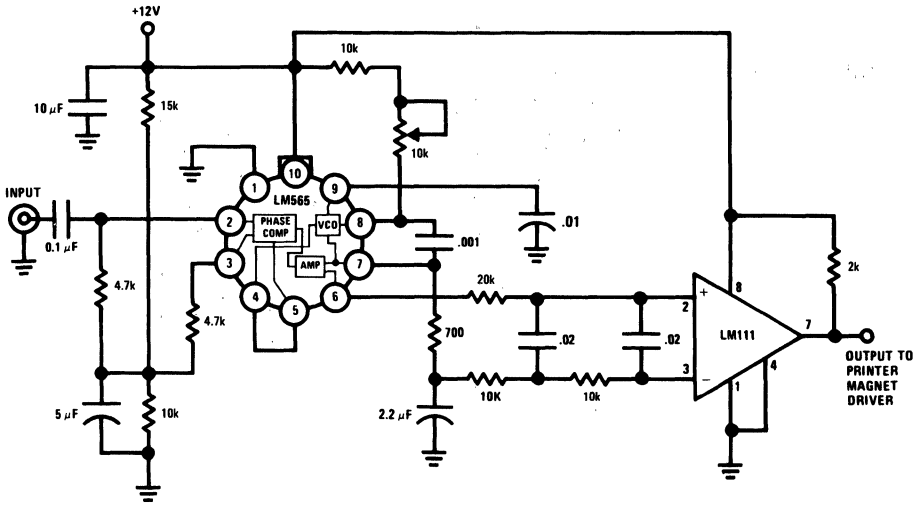 +12V
10k
10 µF
15k
10k
10
1
9
LM565
INPUT
2
PHASE
COMP
VCO
8
.01
0.1 µF
.001
3
AMP
7
4.7k
4
5
6
20k
2k
4.7k
700
.02
.02
+
2
8
LM111
7
3
−
1
4
OUTPUT TO
PRINTER
MAGNET
DRIVER
5 µF
10k
2.2 µF
10K
10k